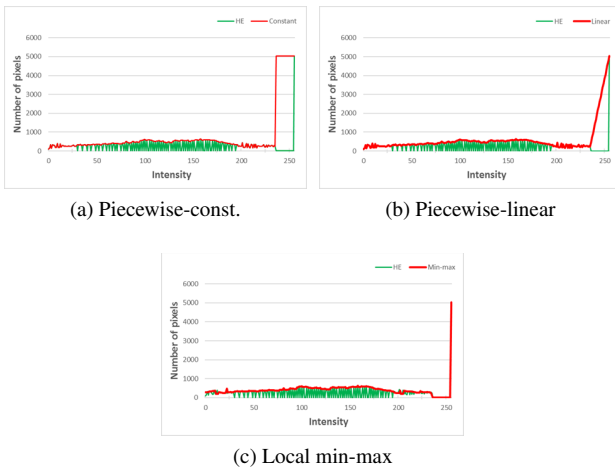 HE Constant
Number of pixels
6000
5000
4000
3000
2000
1000
0
0 50 100 150 200 250
Intensity
(a) Piecewise-const.
HE Linear
Number of pixels
6000
5000
4000
3000
2000
1000
0
0 50 100 150 200 250
Intensity
(b) Piecewise-linear
HE Min-max
Number of pixels
6000
5000
4000
3000
2000
1000
0
0 50 100 150 200 250
Intensity
(c) Local min-max